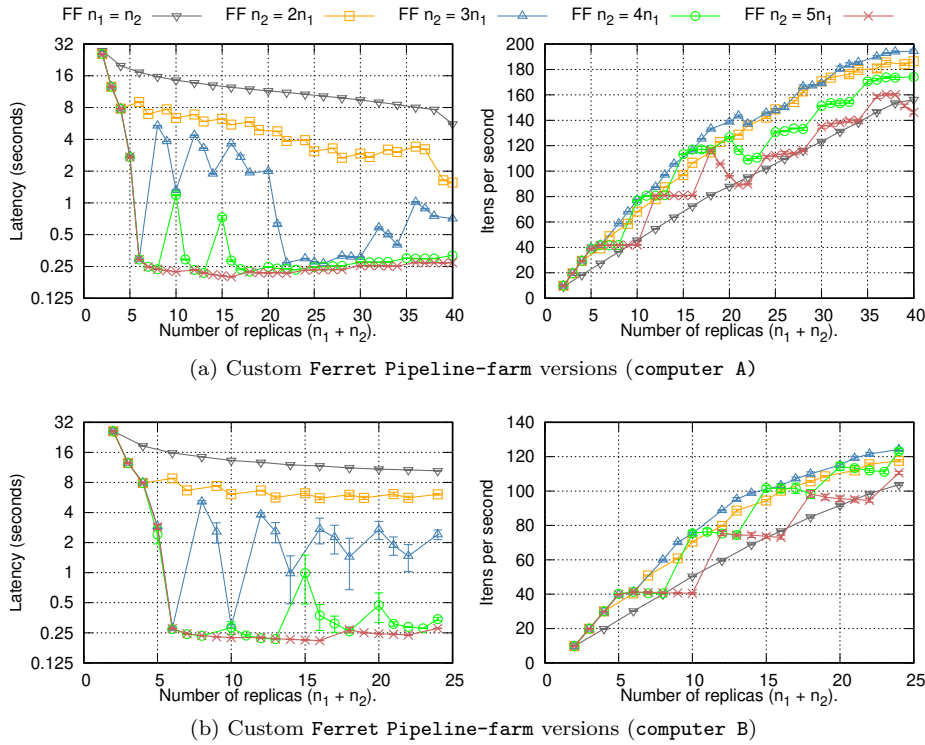 FF n1 = n2 FF n2 = 2n1 FF n2 = 3n1 FF n2 = 4n1 FF n2 = 5n1
Latency (seconds)
32
16
8
4
2
1
0.5
0.25
0.125
0 5 10 15 20 25 30 35 40
Number of replicas (n1 + n2).
Itens per second
200
180
160
140
120
100
80
60
40
20
0
0 5 10 15 20 25 30 35 40
Number of replicas (n1 + n2).
(a) Custom Ferret Pipeline-farm versions (computer A)
Latency (seconds)
32
16
8
4
2
1
0.5
0.25
0.125
0 5 10 15 20 25
Number of replicas (n1 + n2).
Itens per second
140
120
100
80
60
40
20
0
0 5 10 15 20 25
Number of replicas (n1 + n2).
(b) Custom Ferret Pipeline-farm versions (computer B)